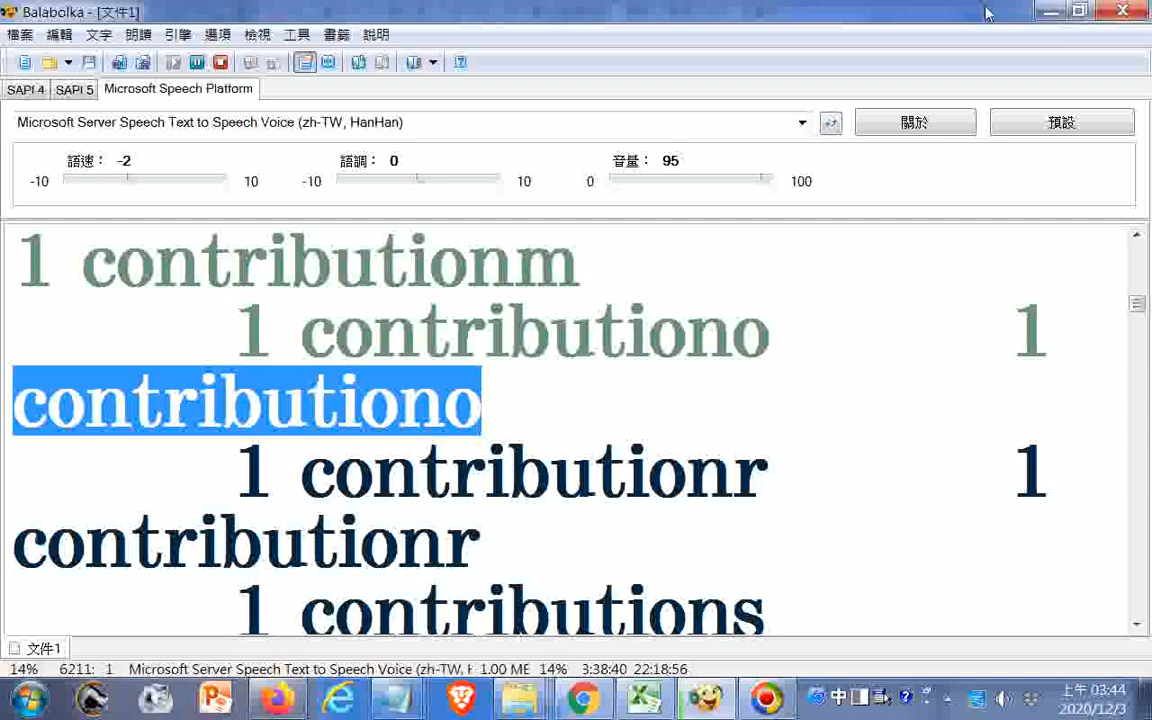 Balabolka - [文件1]
檔案 編輯 文字 朗讀 引擎 選項 檢視 工具 書籤 說明
SAPI 4 SAPI 5 Microsoft Speech Platform
Microsoft Server Speech Text to Speech Voice (zh-TW, HanHan) 關於 預設
語速： -2 語調： 0 音量： 95
-10 10 -10 10 0 100
1 contributionm
1 contributiono 1
contributiono
1 contributionr 1
contributionr
1 contributions
文件1
14% 6211: 1 Microsoft Server Speech Text to Speech Voice (zh-TW, 1.00 ME 14% 3:38:40 22:18:56
中 上午 03:44
2020/12/3